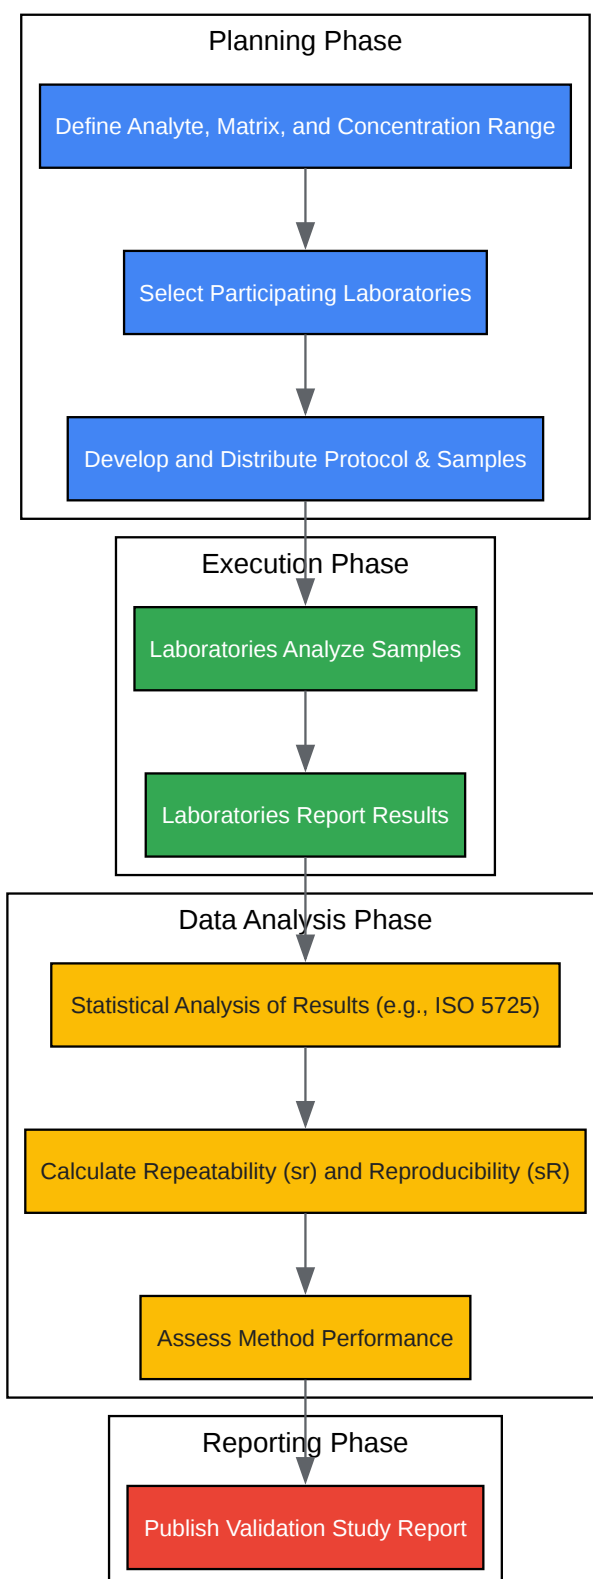 Planning Phase
Define Analyte, Matrix, and Concentration Range
Select Participating Laboratories
Develop and Distribute Protocol & Samples
Execution Phase
Laboratories Analyze Samples
Laboratories Report Results
Data Analysis Phase
Statistical Analysis of Results (e.g., ISO 5725)
Calculate Repeatability (sr) and Reproducibility (sR)
Assess Method Performance
Reporting Phase
Publish Validation Study Report